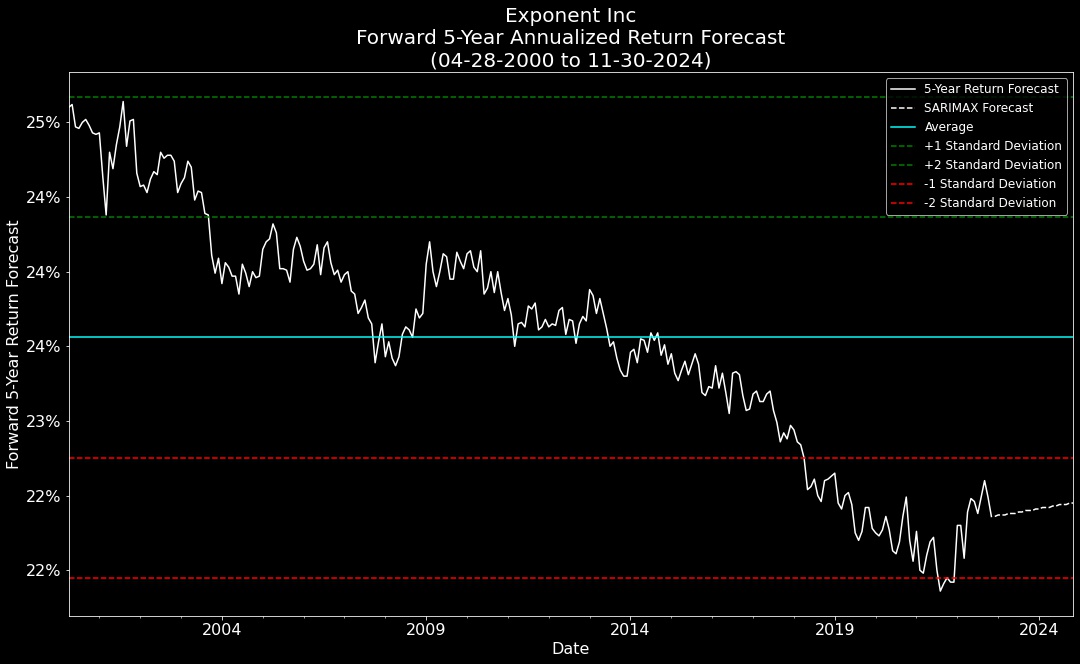 Exponent Inc
Forward 5-Year Annualized Return Forecast
(04-28-2000 to 11-30-2024)
5-Year Return Forecast
SARIMAX Forecast
Average
+1 Standard Deviation
+2 Standard Deviation
-1 Standard Deviation
-2 Standard Deviation
Forward 5-Year Return Forecast
25%
24%
24%
24%
23%
22%
22%
2004
2009
2014
2019
2024
Date